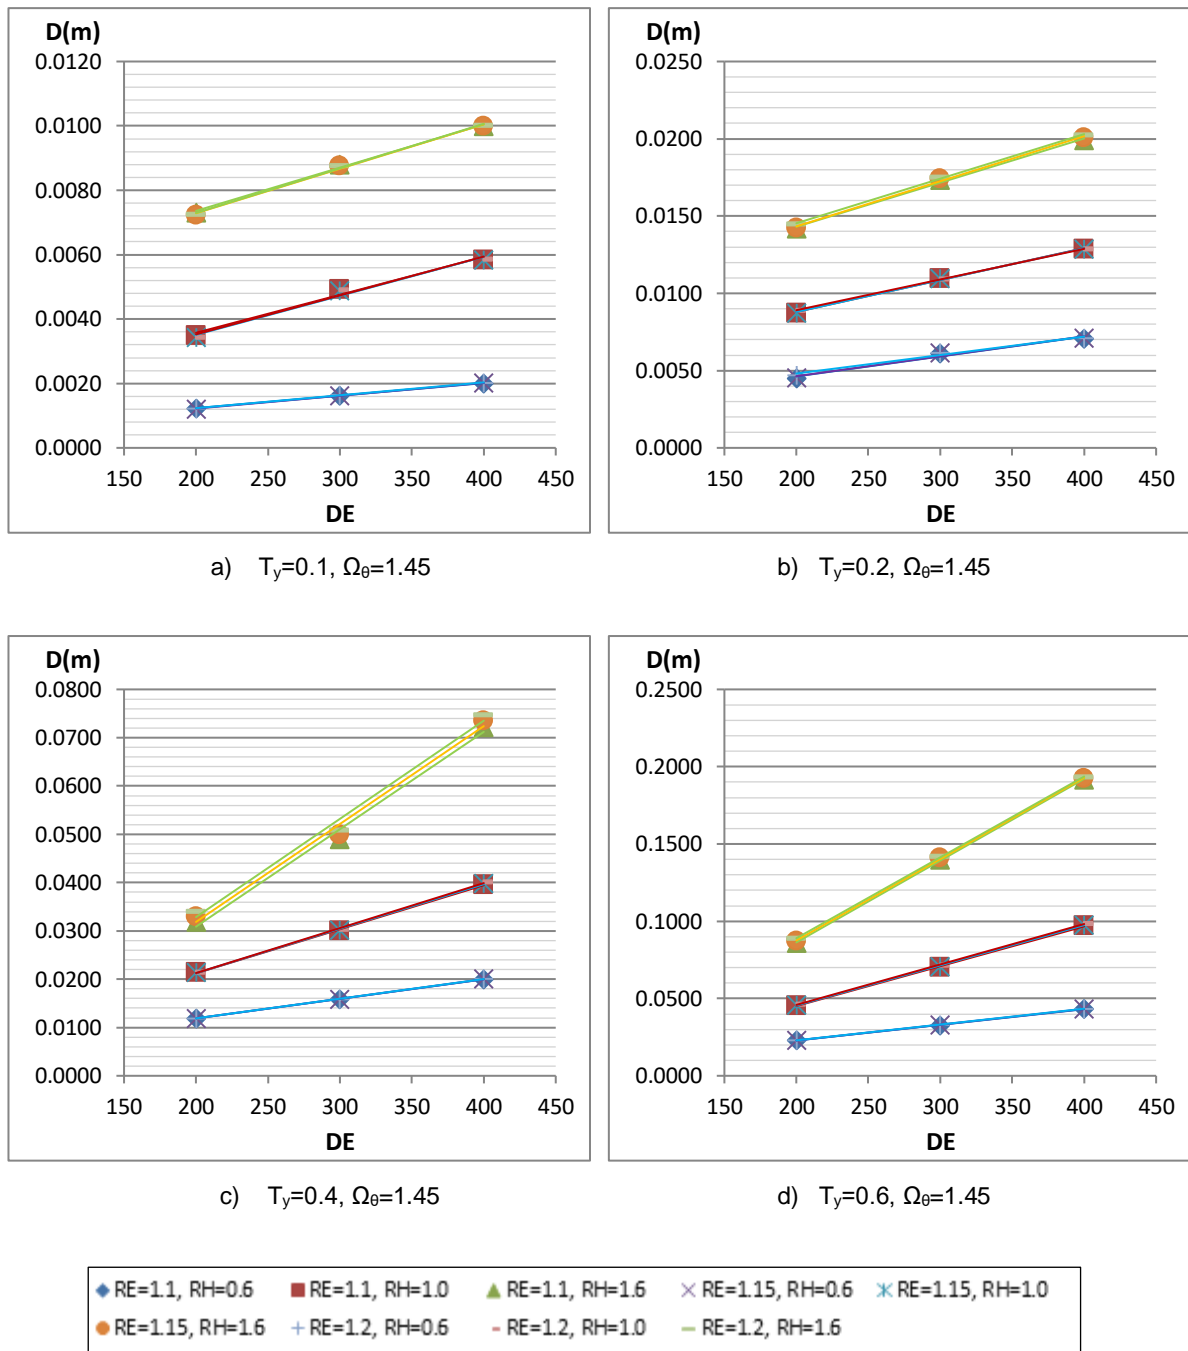 D(m)
0.0120
0.0100
0.0080
0.0060
0.0040
0.0020
0.0000
150 200 250 300 350 400 450
DE
a) Ty=0.1, Ωθ=1.45
D(m)
0.0250
0.0200
0.0150
0.0100
0.0050
0.0000
150 200 250 300 350 400 450
DE
b) Ty=0.2, Ωθ=1.45
D(m)
0.0800
0.0700
0.0600
0.0500
0.0400
0.0300
0.0200
0.0100
0.0000
150 200 250 300 350 400 450
DE
c) Ty=0.4, Ωθ=1.45
D(m)
0.2500
0.2000
0.1500
0.1000
0.0500
0.0000
150 200 250 300 350 400 450
DE
d) Ty=0.6, Ωθ=1.45
RE=1.1, RH=0.6 RE=1.1, RH=1.0 RE=1.1, RH=1.6 RE=1.15, RH=0.6 RE=1.15, RH=1.0
RE=1.15, RH=1.6 RE=1.2, RH=0.6 RE=1.2, RH=1.0 RE=1.2, RH=1.6